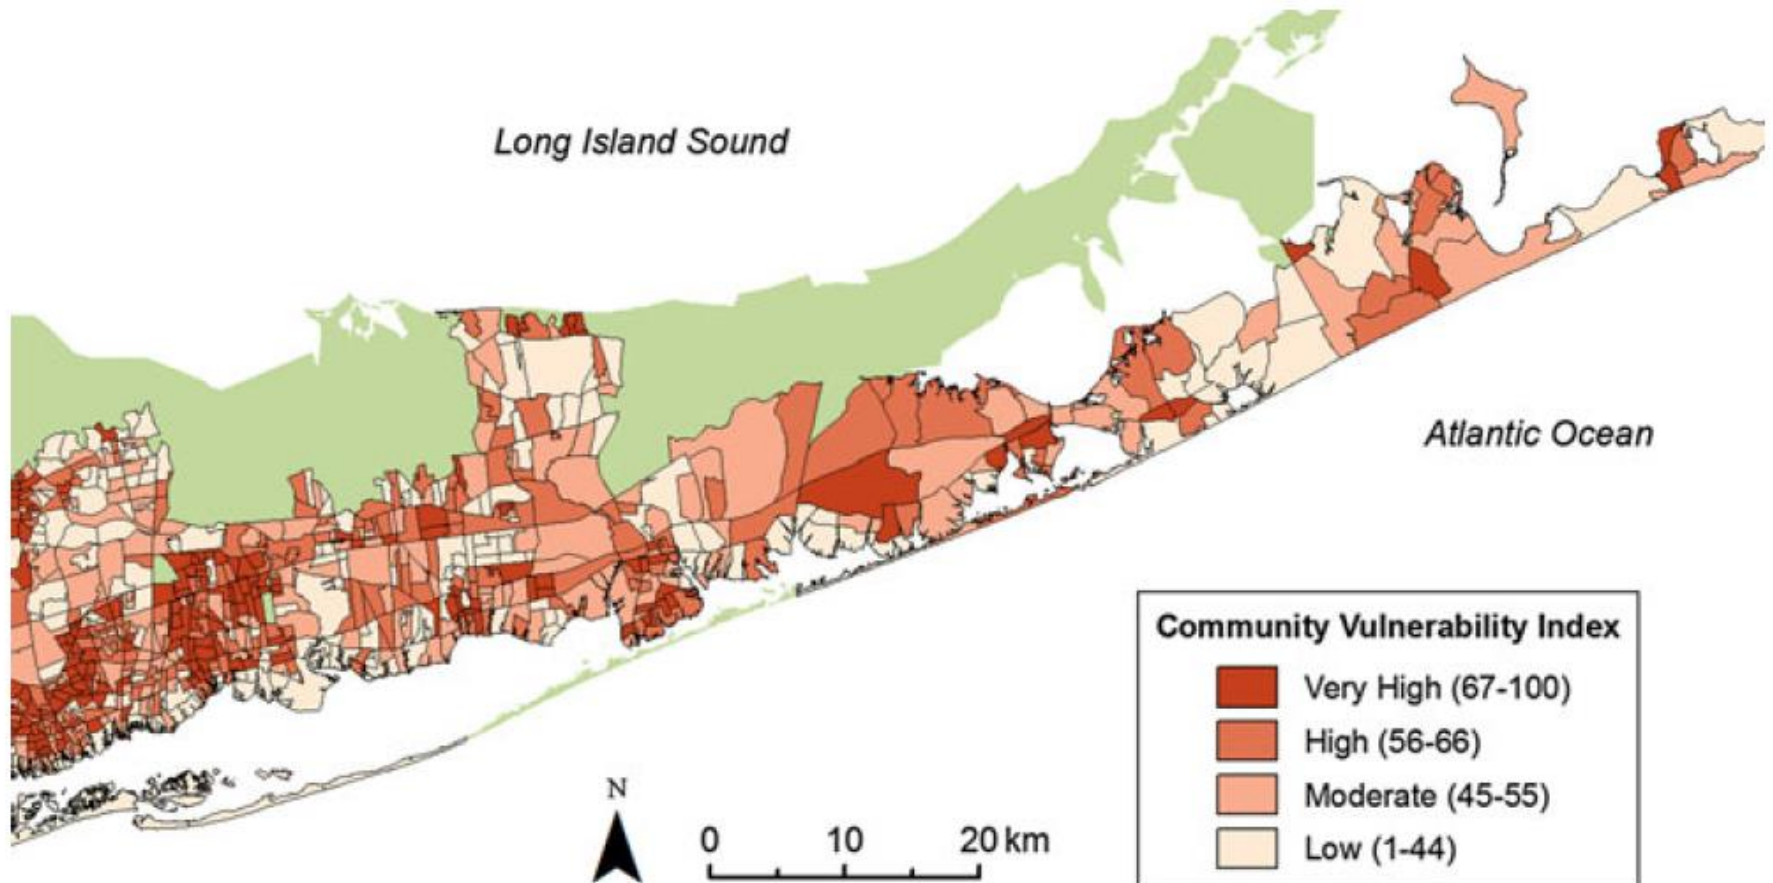 Long Island Sound
Atlantic Ocean
Community Vulnerability Index
Very High (67-100)
High (56-66)
Moderate (45-55)
Low (1-44)
N
0 10 20 km